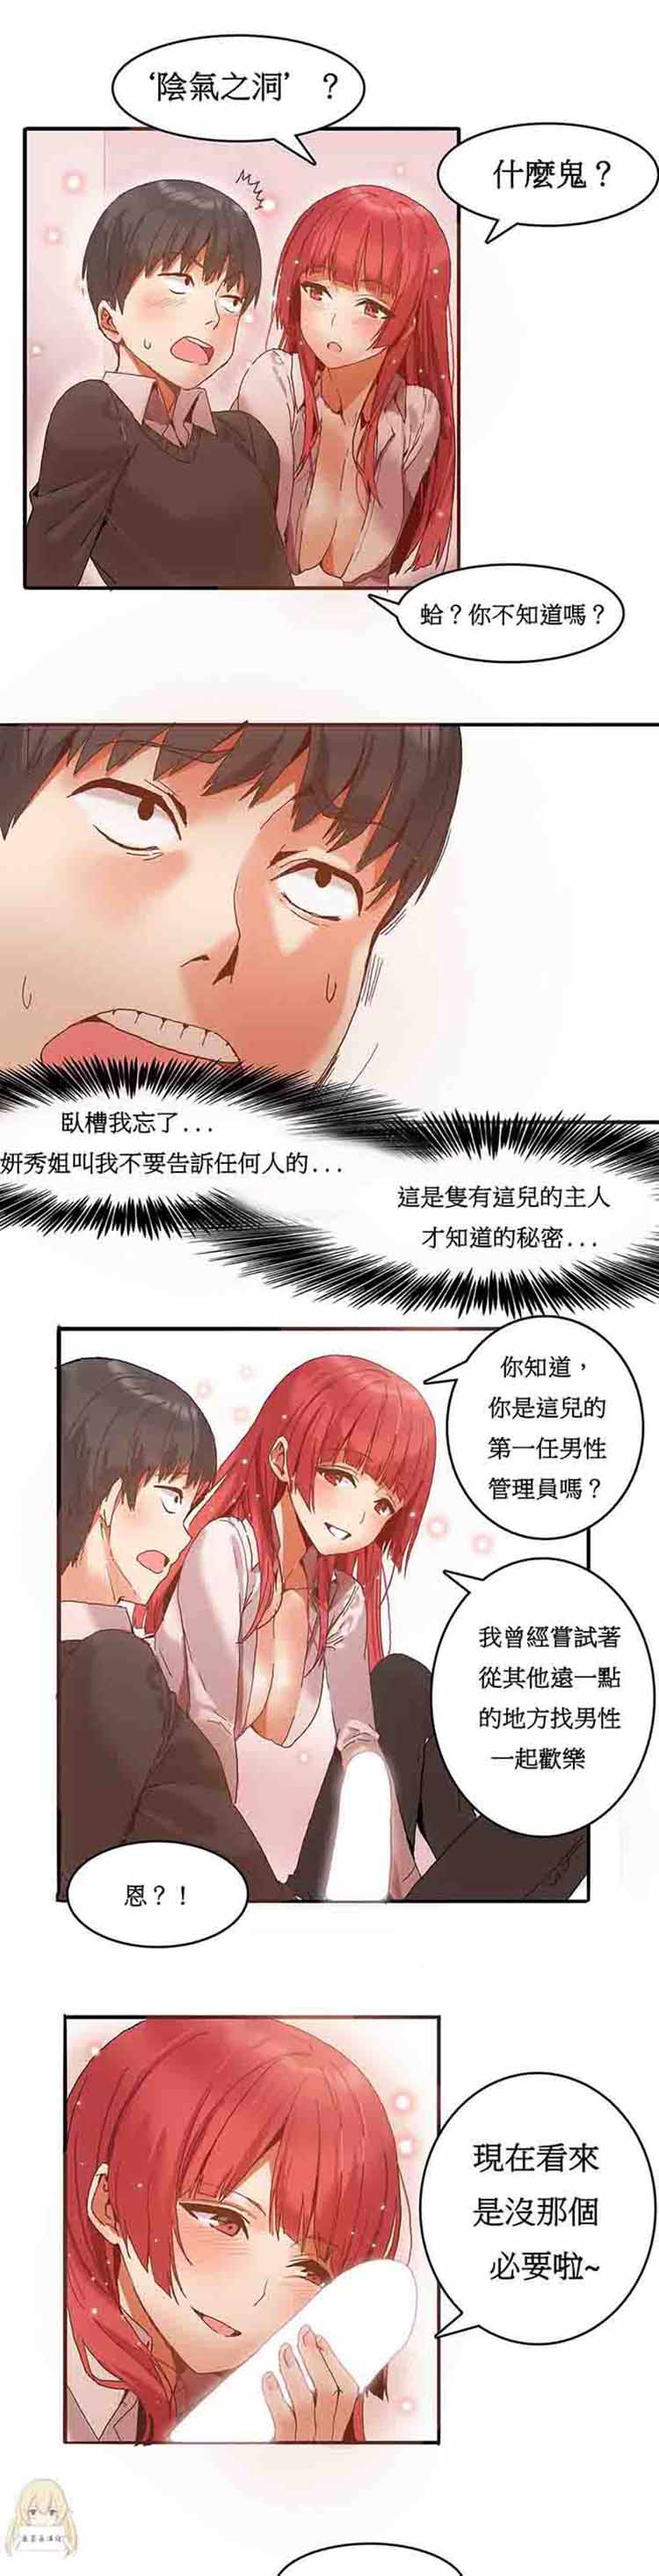 ‘陰氣之洞’？
什麼鬼？
蛤？你不知道嗎？
臥槽我忘了...
妍秀姐叫我不要告訴任何人的...
這是隻有這兒的主人
才知道的秘密...
你知道，
你是這兒的
第一任男性
管理員嗎？
我曾經嘗試著
從其他遠一點
的地方找男性
一起歡樂
恩？！
現在看來
是沒那個
必要啦~